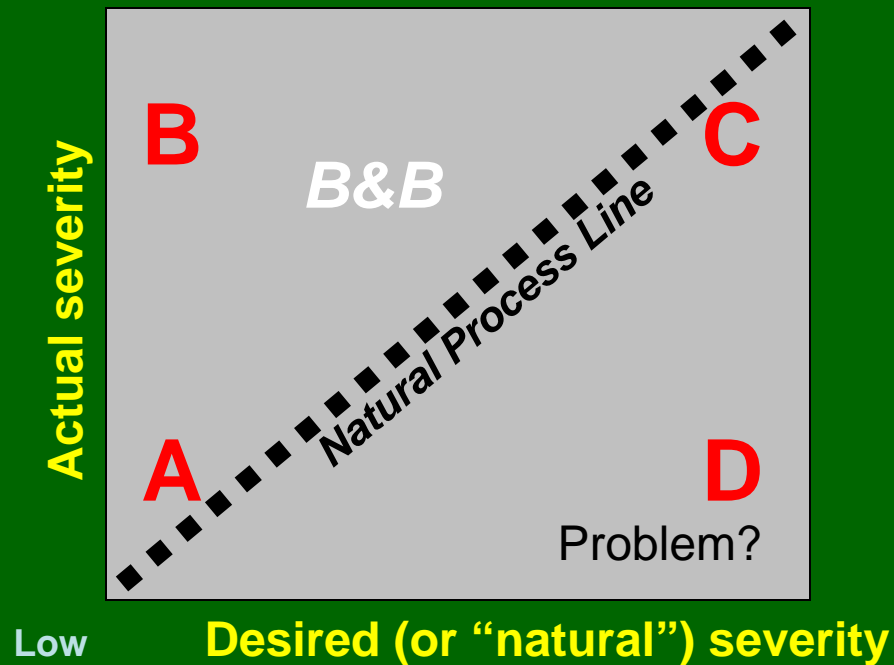 B
B&B
C
Natural Process Line
Actual severity
A
D
Problem?
Low
Desired (or “natural”) severity